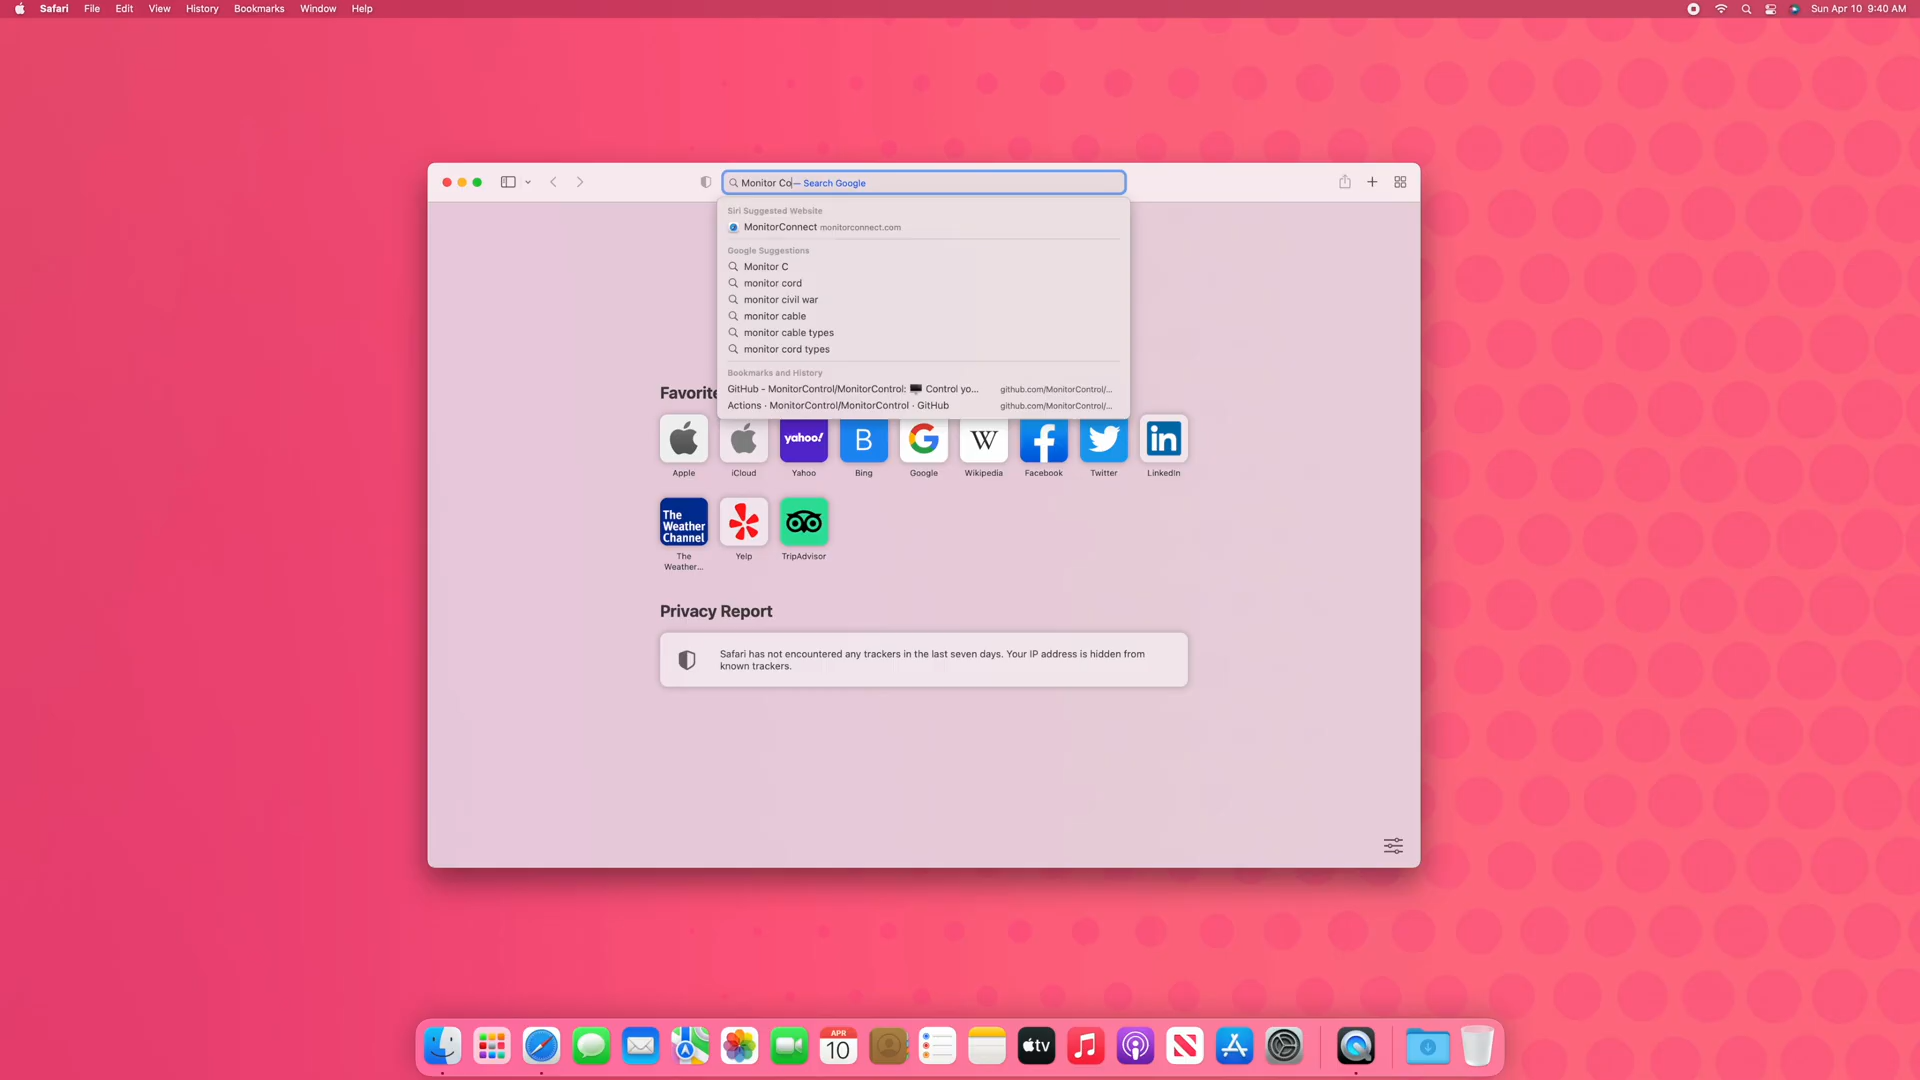 Safari File Edit View History Bookmarks Window Help Sun Apr 10 9:40 AM
Monitor Co — Search Google
Siri Suggested Website
MonitorConnect monitorconnect.com
Google Suggestions
Monitor C
monitor cord
monitor civil war
monitor cable
monitor cable types
monitor cord types
Bookmarks and History
GitHub - MonitorControl/MonitorControl: 🖥️ Control yo... github.com/MonitorControl/...
Actions · MonitorControl/MonitorControl · GitHub github.com/MonitorControl/...
Favorite
yahoo! B G W f in
Apple iCloud Yahoo Bing Google Wikipedia Facebook Twitter LinkedIn
The
Weather
Channel
The Yelp TripAdvisor
Weather...
Privacy Report
Safari has not encountered any trackers in the last seven days. Your IP address is hidden from
known trackers.
APR
10
tv